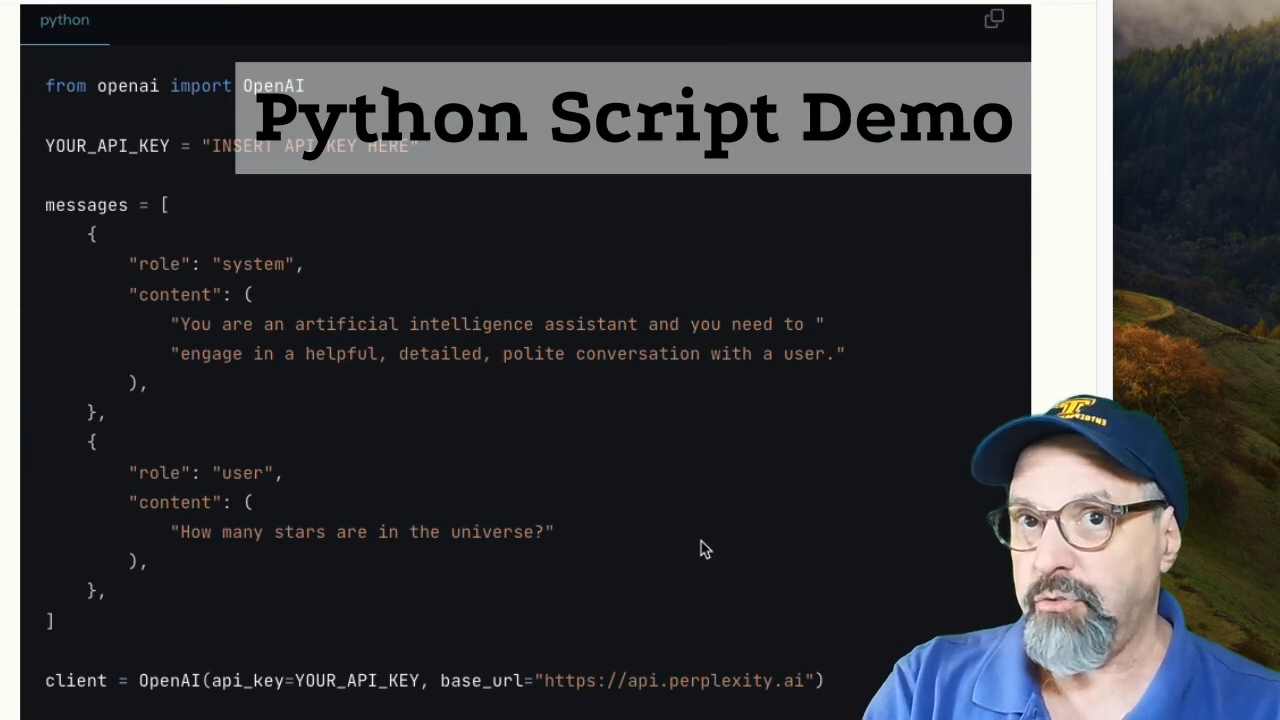 python
from openai import OpenAI
Python Script Demo
YOUR_API_KEY = "INSERT API KEY HERE"
messages = [
{
"role": "system",
"content": (
"You are an artificial intelligence assistant and you need to "
"engage in a helpful, detailed, polite conversation with a user."
),
},
{
"role": "user",
"content": (
"How many stars are in the universe?"
),
},
]
client = OpenAI(api_key=YOUR_API_KEY, base_url="https://api.perplexity.ai")